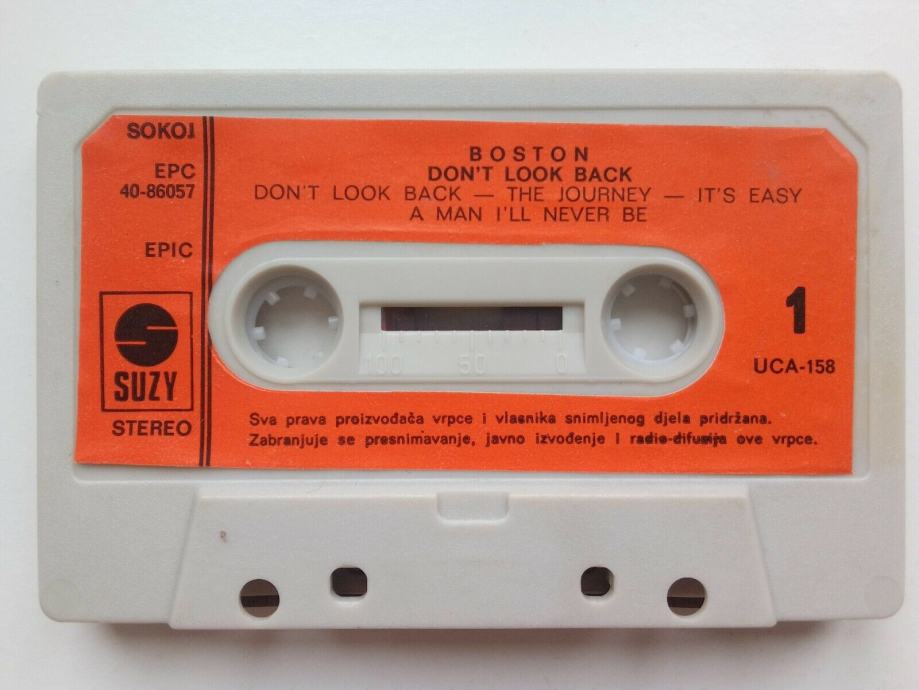 SOKOJ
EPC
40-86057
EPIC
SUZY
STEREO
BOSTON
DON'T LOOK BACK
DON'T LOOK BACK — THE JOURNEY — IT'S EASY
A MAN I'LL NEVER BE
100 50 0
1
UCA-158
Sva prava proizvođača vrpce i vlasnika snimljenog djela pridržana.
Zabranjuje se presnimavanje, javno izvođenje i radio-difuzija ove vrpce.